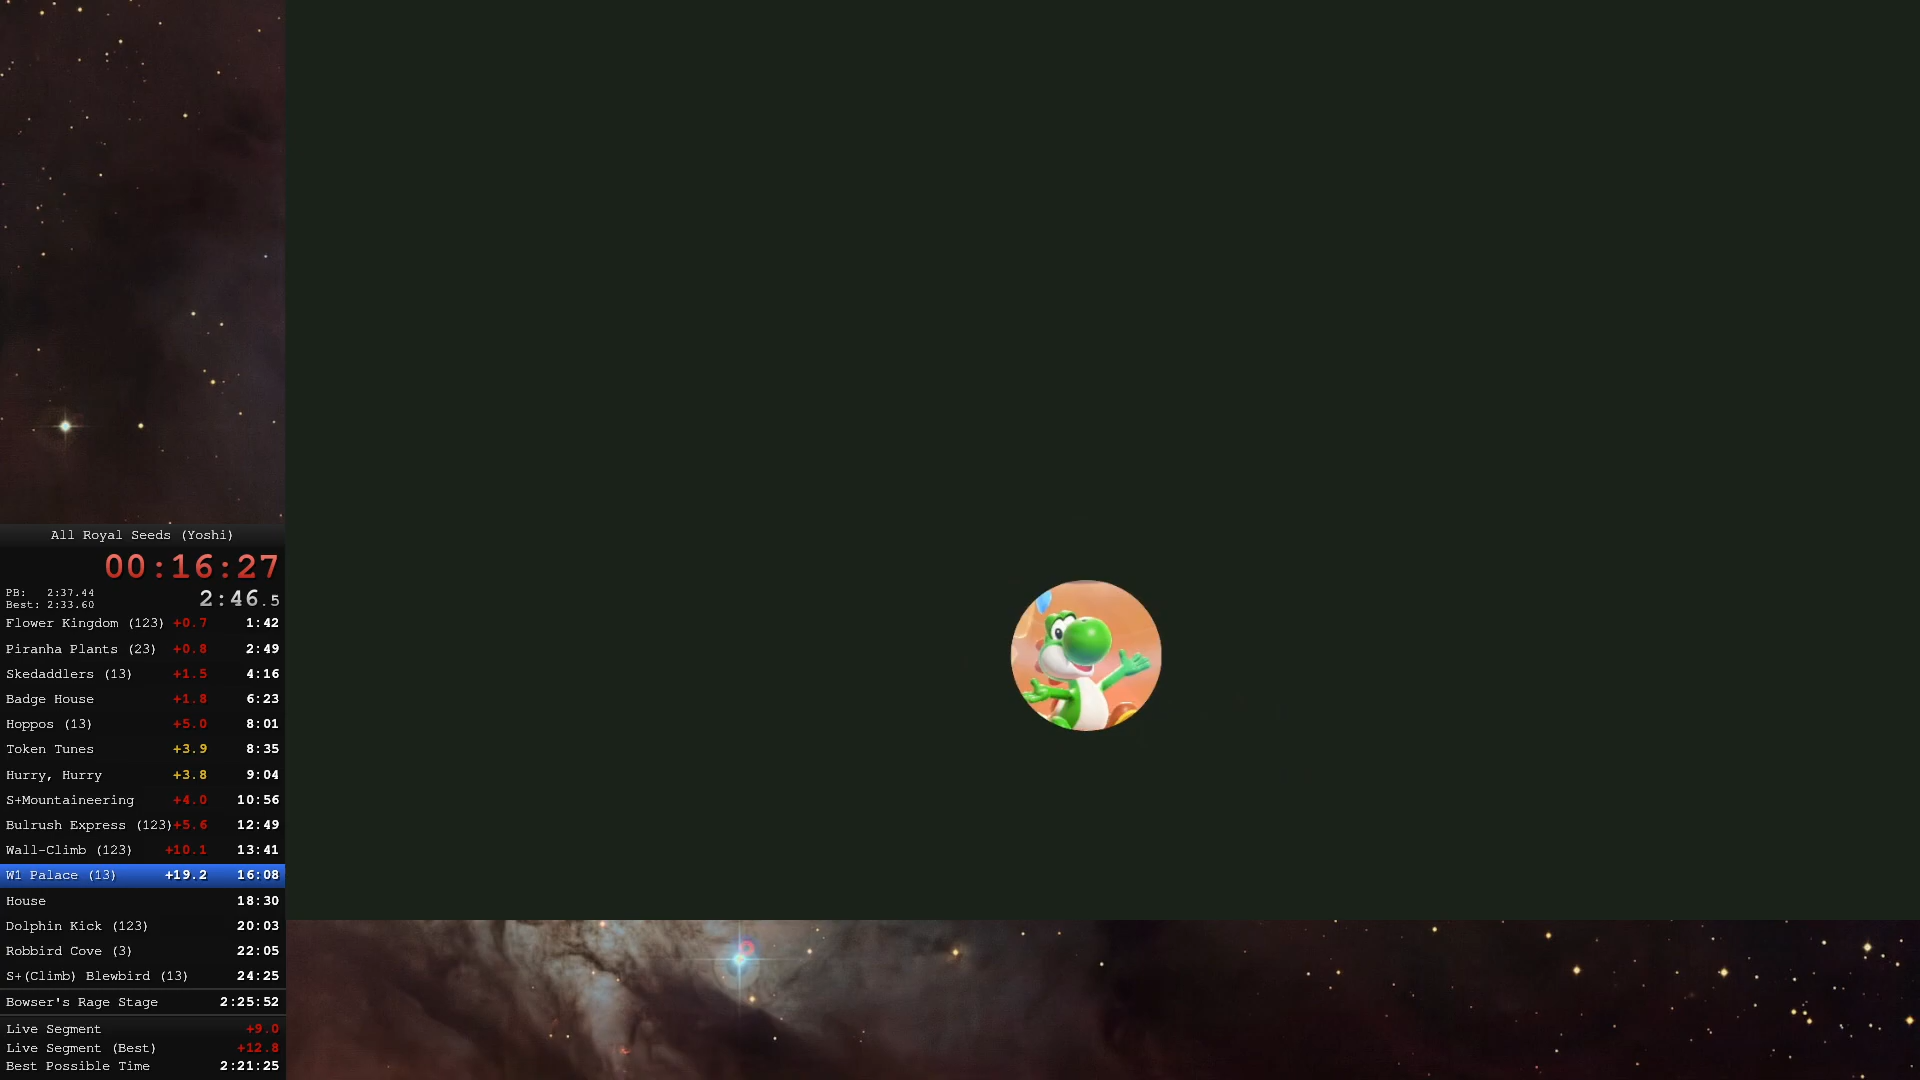 All Royal Seeds (Yoshi)
00:16:27
PB: 2:37.44
Best: 2:33.60
2:46.5
Flower Kingdom (123) +0.7 1:42
Piranha Plants (23) +0.8 2:49
Skedaddlers (13) +1.5 4:16
Badge House +1.8 6:23
Hoppos (13) +5.0 8:01
Token Tunes +3.9 8:35
Hurry, Hurry +3.8 9:04
S+Mountaineering +4.0 10:56
Bulrush Express (123) +5.6 12:49
Wall-Climb (123) +10.1 13:41
W1 Palace (13) +19.2 16:08
House 18:30
Dolphin Kick (123) 20:03
Robbird Cove (3) 22:05
S+(Climb) Blewbird (13) 24:25
Bowser's Rage Stage 2:25:52
Live Segment +9.0
Live Segment (Best) +12.8
Best Possible Time 2:21:25